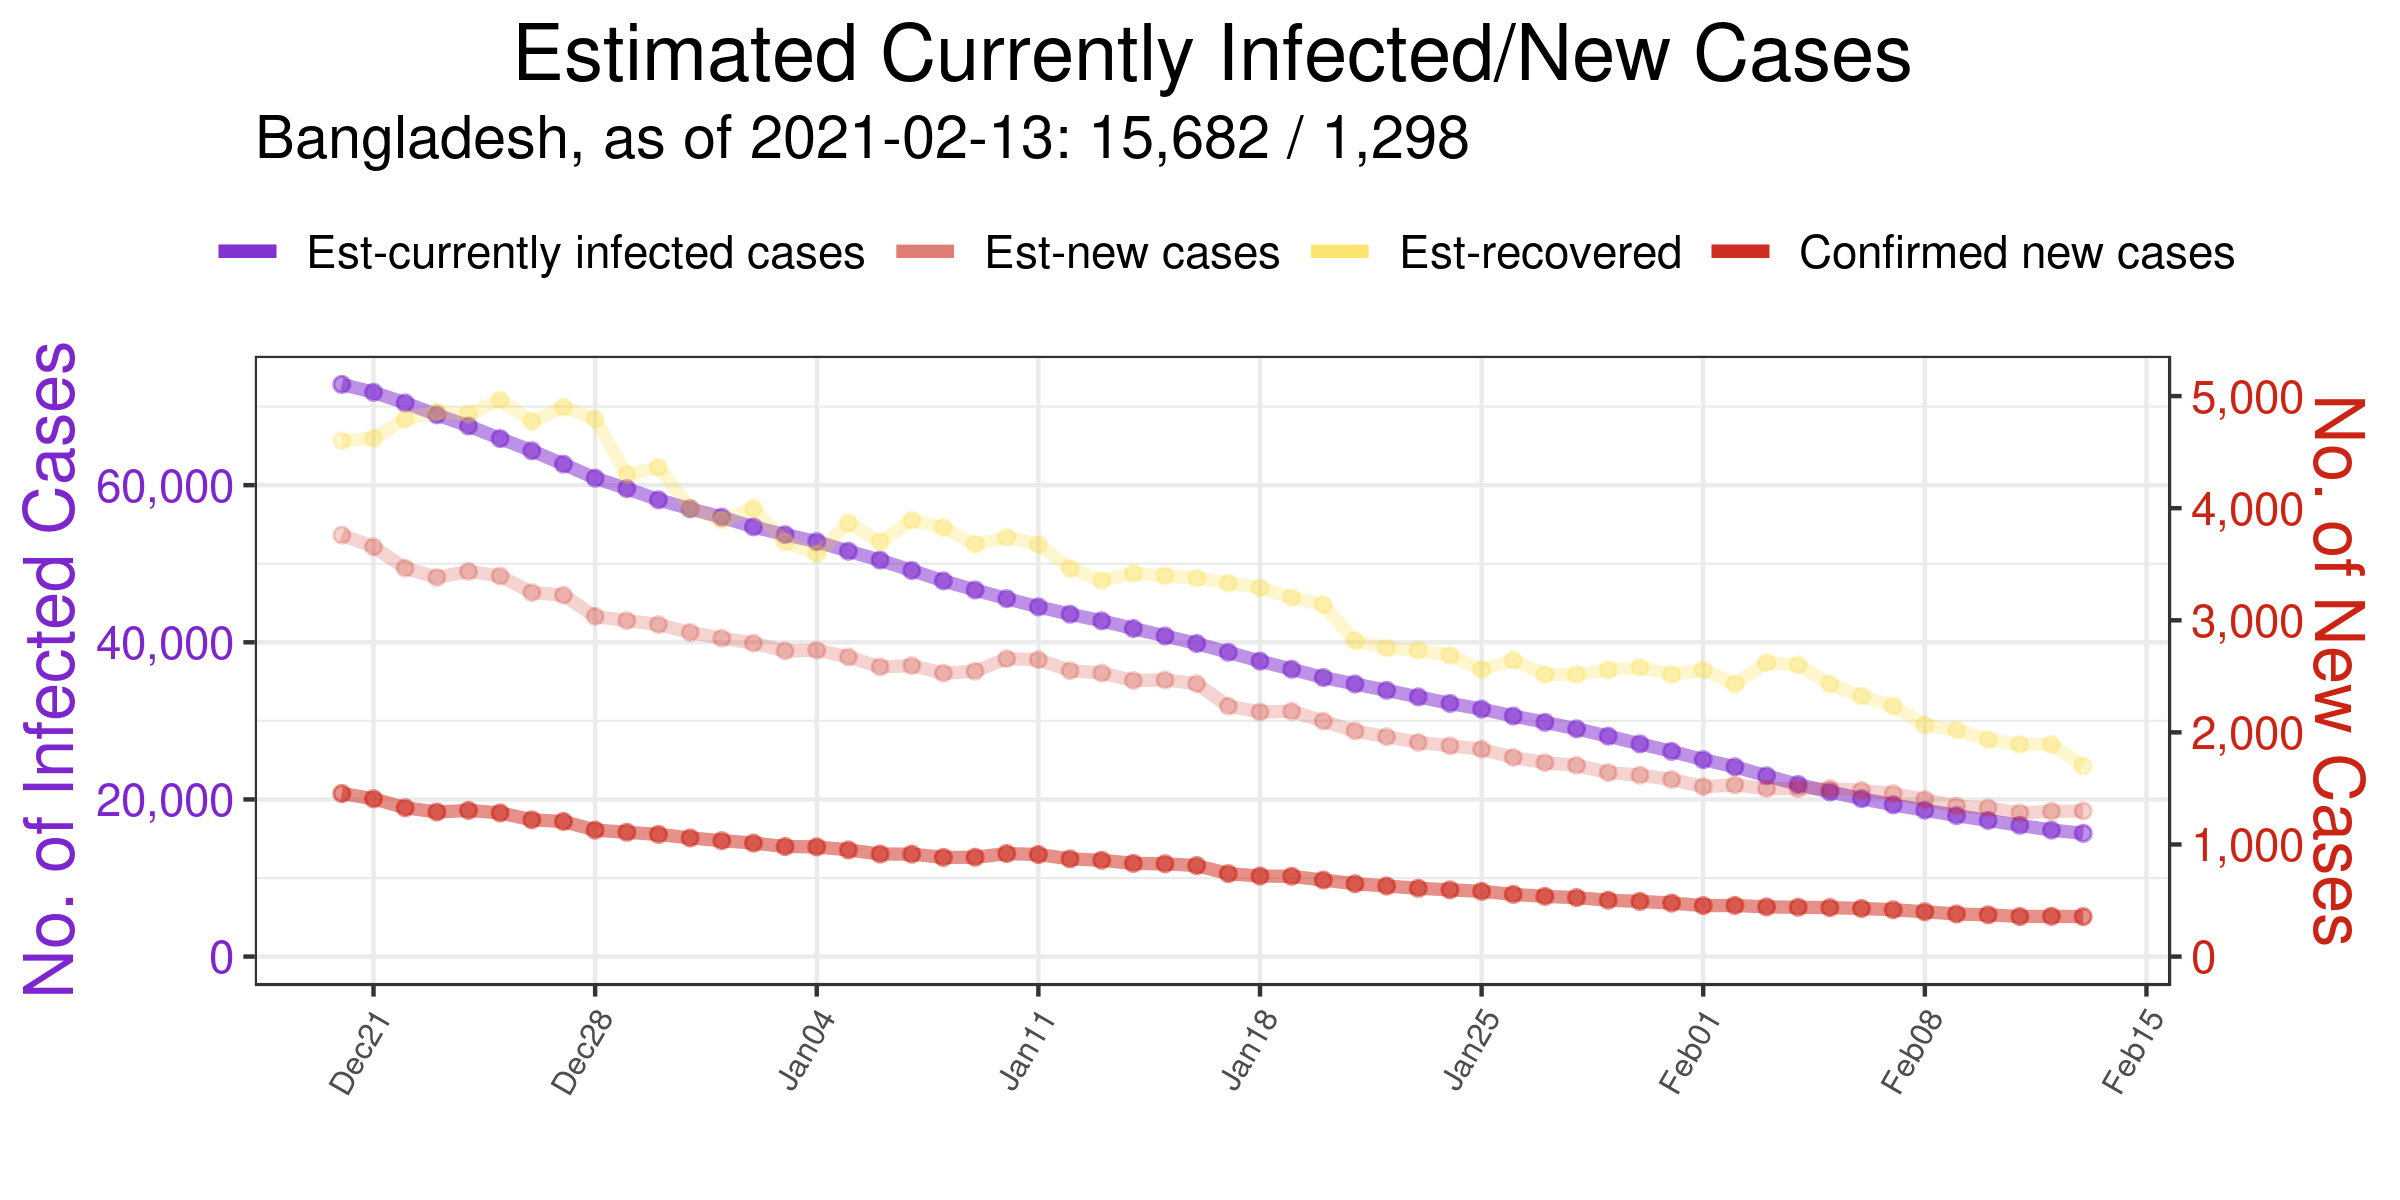 Estimated Currently Infected/New Cases
Bangladesh, as of 2021-02-13: 15,682 / 1,298
Est-currently infected cases Est-new cases Est-recovered Confirmed new cases
No. of Infected Cases
60,000
40,000
20,000
0
5,000
4,000
3,000
2,000
1,000
0
No. of New Cases
Dec21 Dec28 Jan04 Jan11 Jan18 Jan25 Feb01 Feb08 Feb15